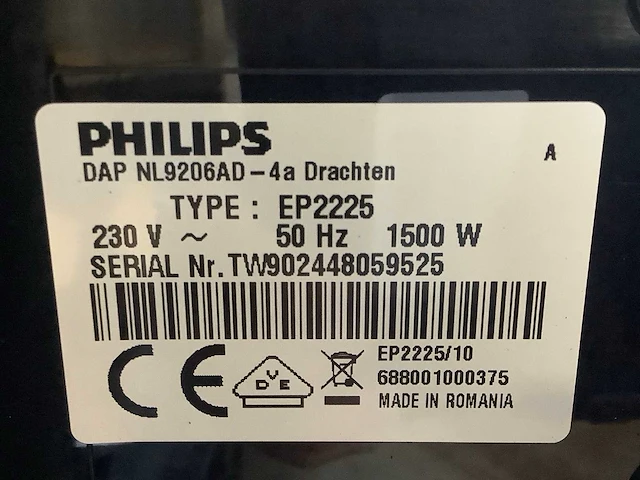 PHILIPS
A
DAP NL9206AD-4a Drachten
TYPE : EP2225
230 V ~ 50 Hz 1500 W
SERIAL Nr. TW902448059525
CE
VDE
EP2225/10
688001000375
MADE IN ROMANIA